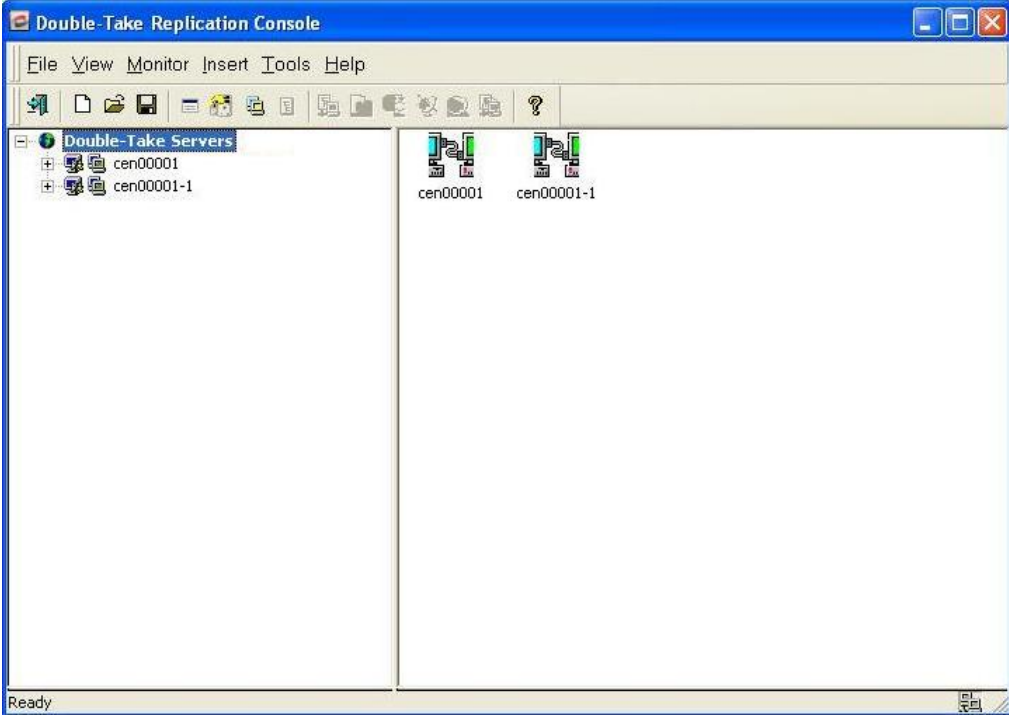 Double-Take Replication Console
File View Monitor Insert Tools Help
Double-Take Servers
cen00001
cen00001-1
cen00001 cen00001-1
Ready